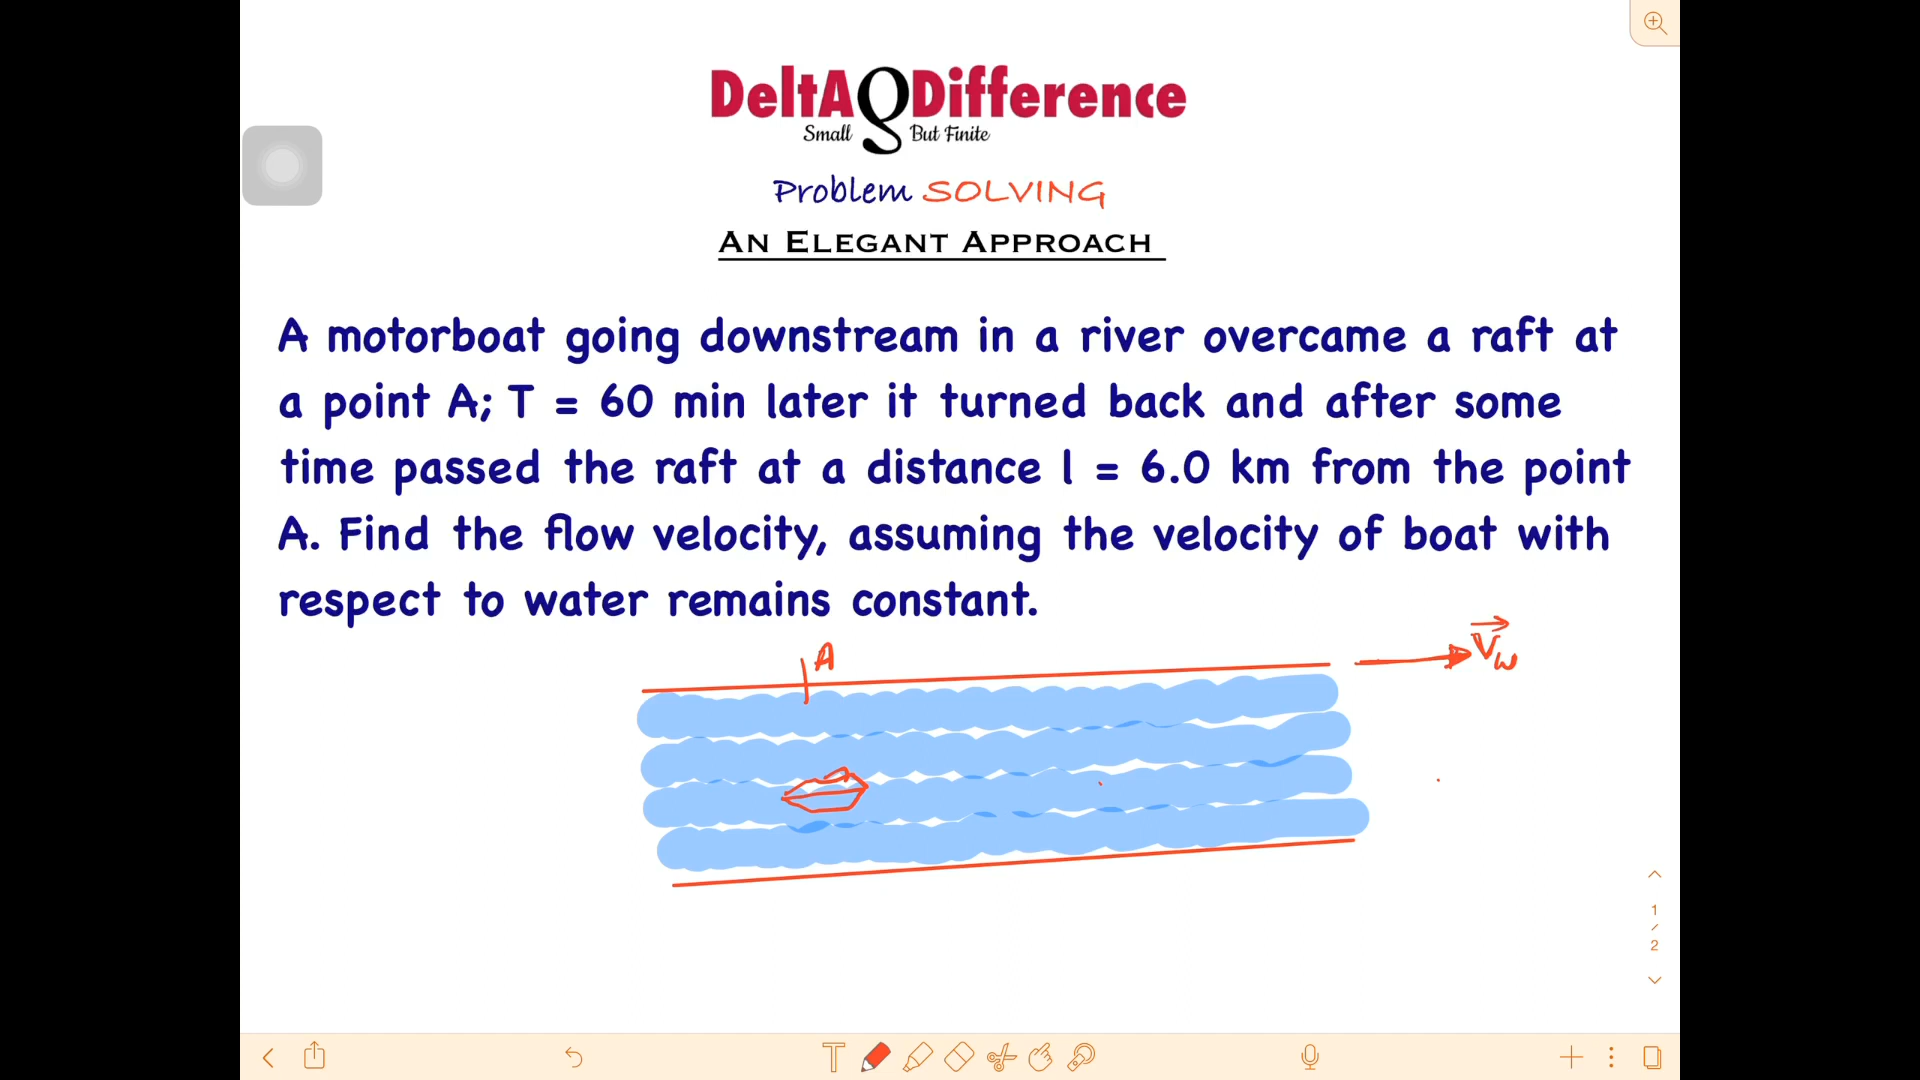 DeltA Difference
Small But Finite
Problem SOLVING
AN ELEGANT APPROACH
A motorboat going downstream in a river overcame a raft at
a point A; T = 60 min later it turned back and after some
time passed the raft at a distance l = 6.0 km from the point
A. Find the flow velocity, assuming the velocity of boat with
respect to water remains constant.
A
V⃗w
1
/
2
T